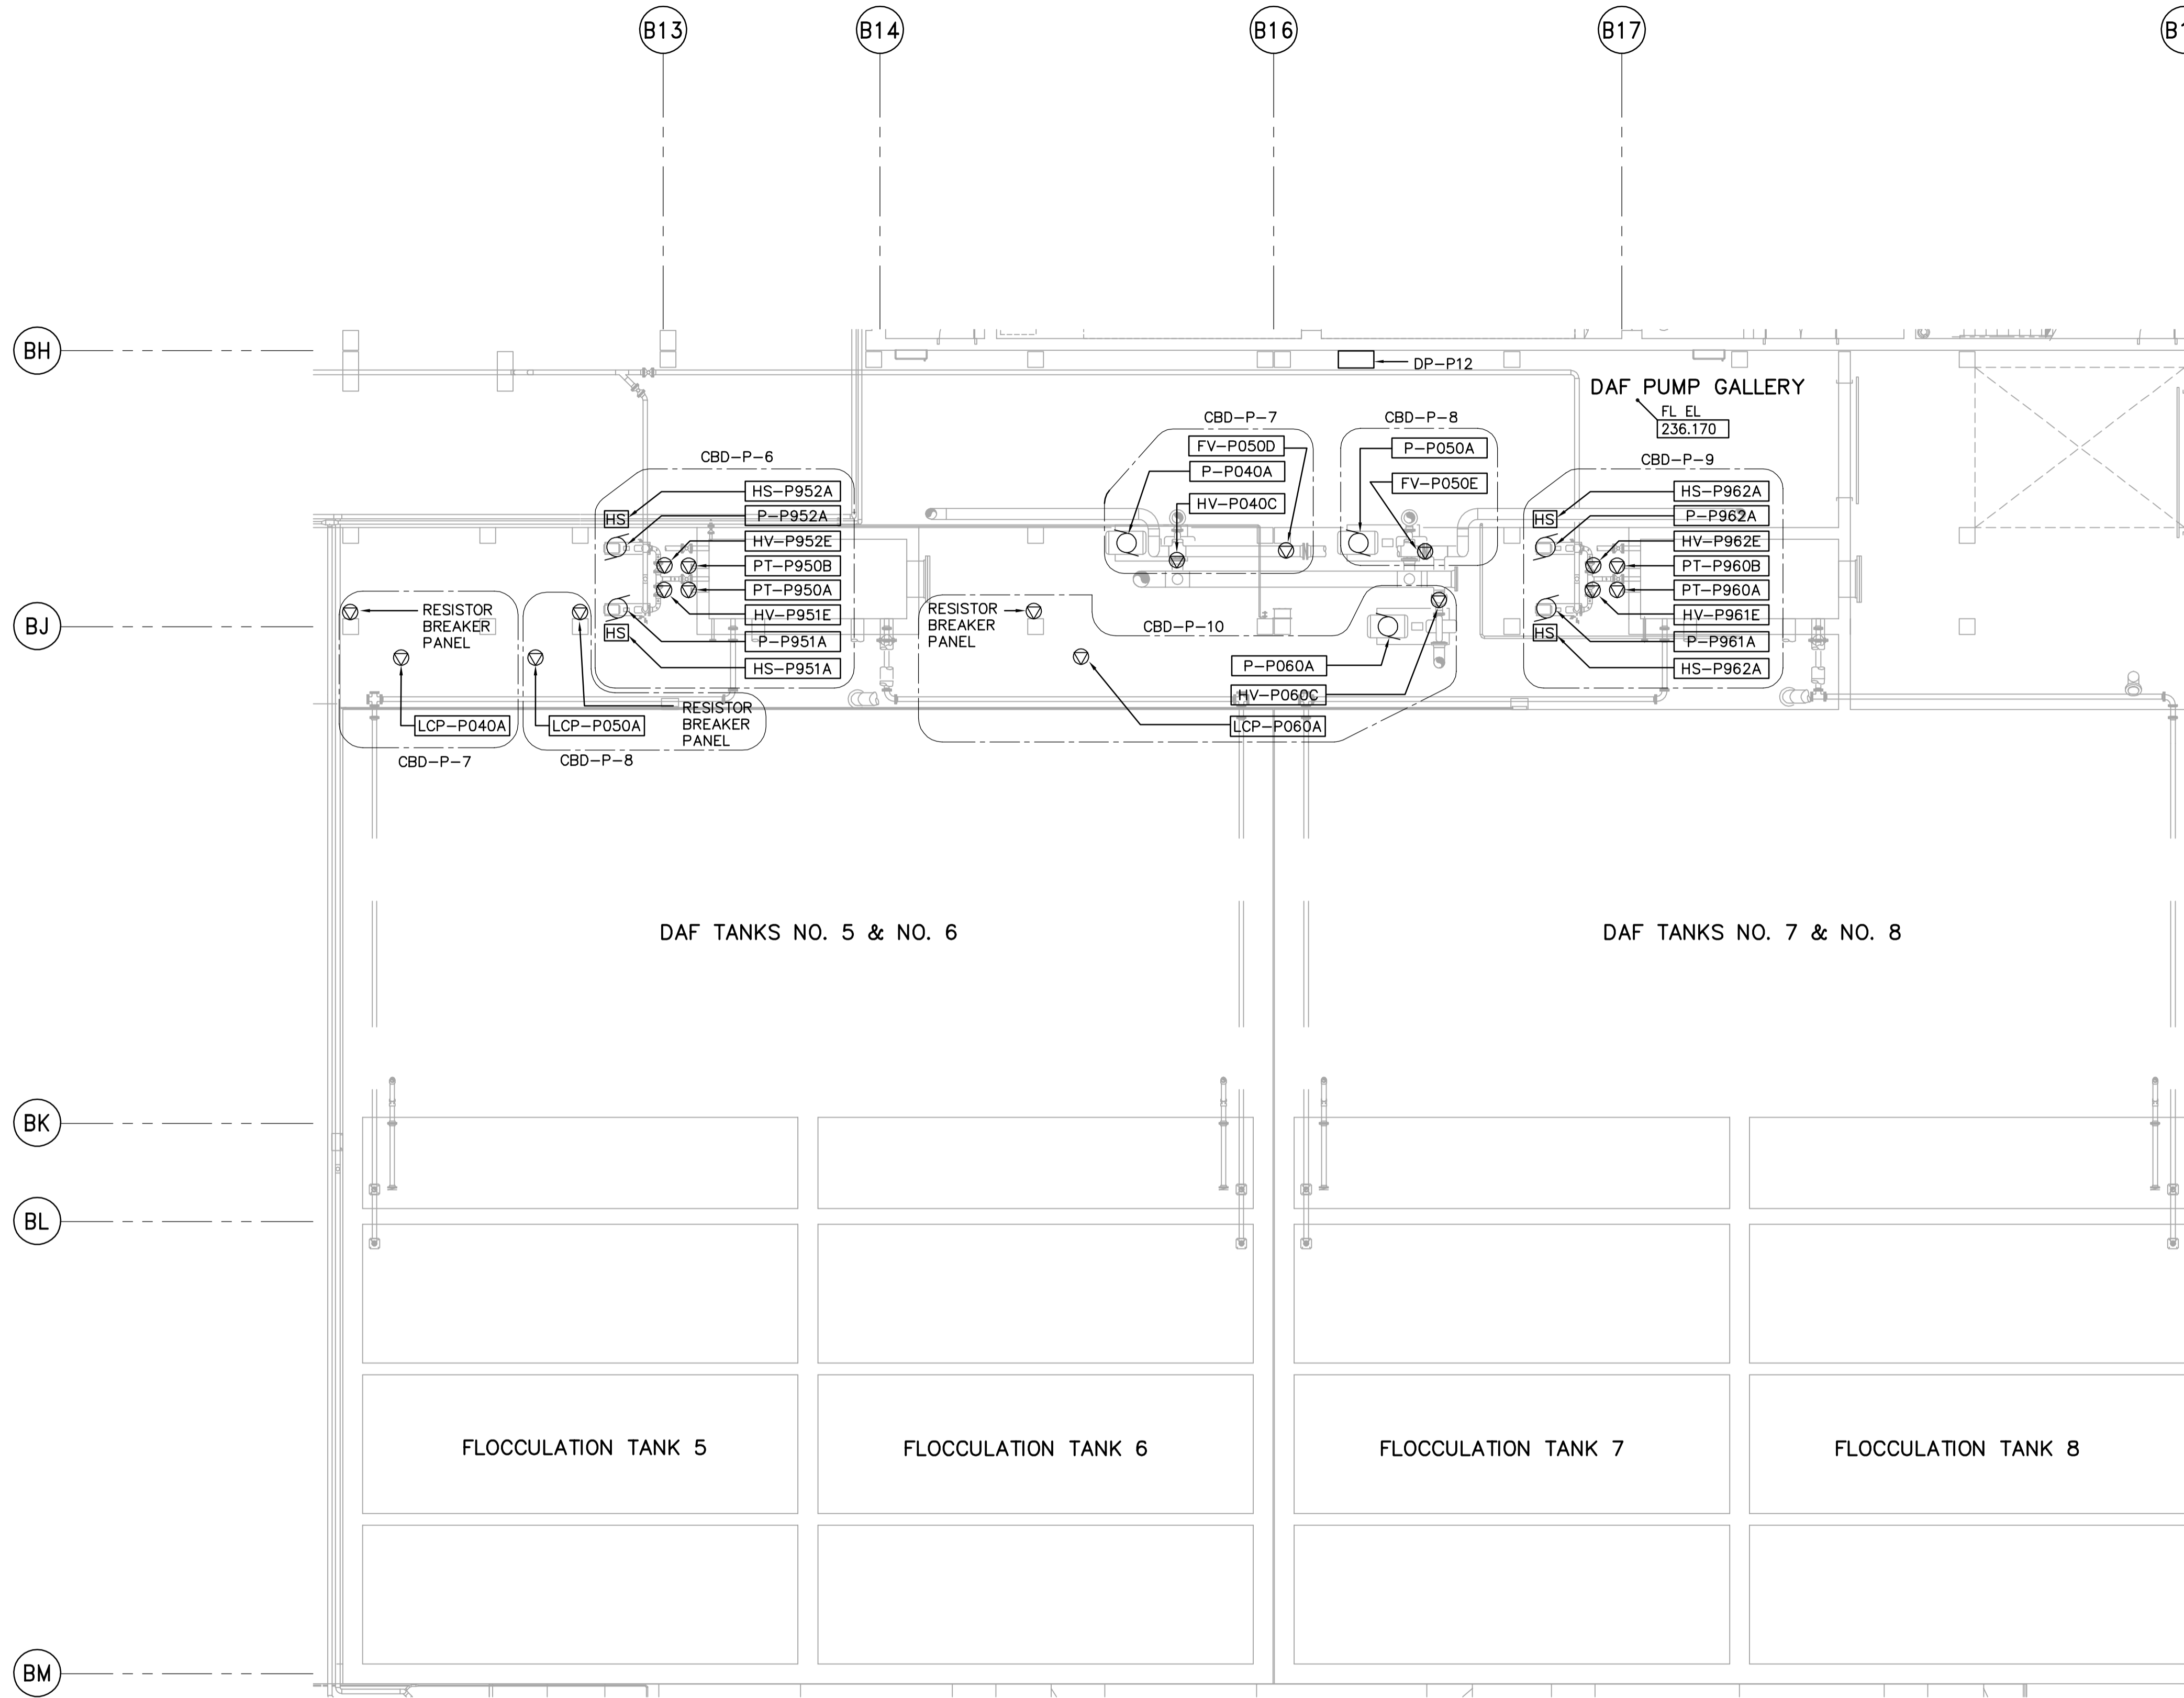 B13
B14
B16
B17
BH
DP-P12
DAF PUMP GALLERY
FL EL
236.170
CBD-P-7
CBD-P-8
FV-P050D
P-P050A
CBD-P-6
CBD-P-9
P-P040A
FV-P050E
HS-P952A
HS-P962A
HV-P040C
P-P952A
P-P962A
HS
HS
HV-P952E
HV-P962E
PT-P950B
PT-P960B
PT-P950A
PT-P960A
RESISTOR
BREAKER
PANEL
HV-P951E
RESISTOR
BREAKER
PANEL
HV-P961E
BJ
CBD-P-10
HS
HS
P-P951A
P-P961A
HS-P951A
P-P060A
HS-P962A
HV-P060C
RESISTOR
BREAKER
PANEL
LCP-P040A
LCP-P050A
LCP-P060A
CBD-P-7
CBD-P-8
DAF TANKS NO. 5 & NO. 6
DAF TANKS NO. 7 & NO. 8
BK
BL
FLOCCULATION TANK 5
FLOCCULATION TANK 6
FLOCCULATION TANK 7
FLOCCULATION TANK 8
BM